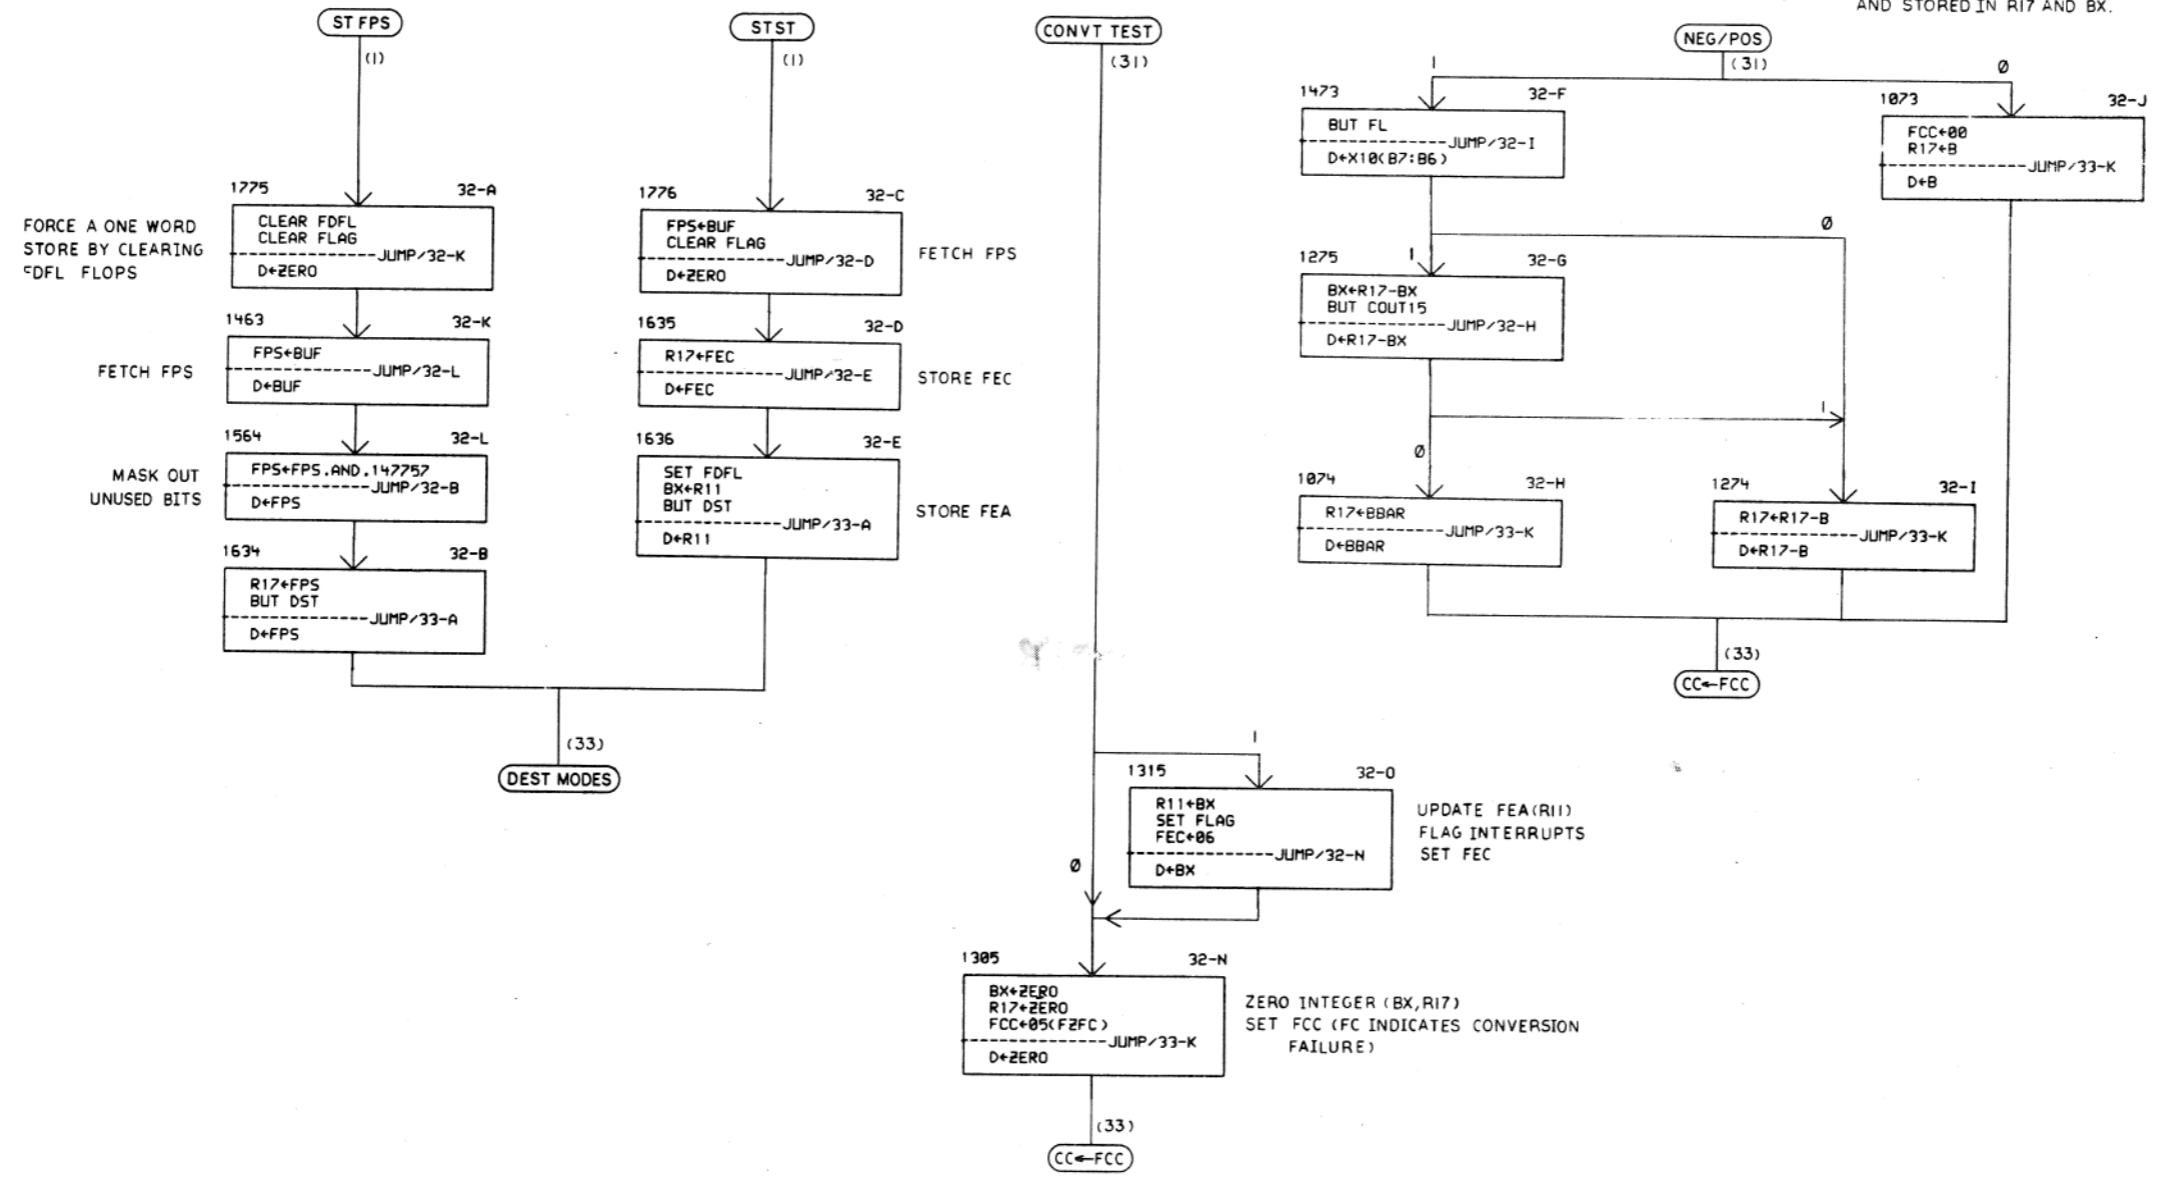 AND STORED IN R17 AND BX.
ST FPS
(1)
1775 32-A
CLEAR FDFL
CLEAR FLAG
JUMP/32-K
D←ZERO
FORCE A ONE WORD
STORE BY CLEARING
FDFL FLOPS
1463 32-K
FPS←BUF
JUMP/32-L
D←BUF
FETCH FPS
1564 32-L
FPS←FPS.AND.147757
JUMP/32-B
D←FPS
MASK OUT
UNUSED BITS
1634 32-B
R17←FPS
BUT DST
JUMP/33-A
D←FPS
STST
(1)
1776 32-C
FPS←BUF
CLEAR FLAG
JUMP/32-D
D←ZERO
FETCH FPS
1635 32-D
R17←FEC
JUMP/32-E
D←FEC
STORE FEC
1636 32-E
SET FDFL
BX←R11
BUT DST
JUMP/33-A
D←R11
STORE FEA
(33)
DEST MODES
CONVT TEST
(31)
1
1315 32-O
R11←BX
SET FLAG
FEC←06
JUMP/32-N
D←BX
UPDATE FEA(R11)
FLAG INTERRUPTS
SET FEC
Ø
1305 32-N
BX←ZERO
R17←ZERO
FCC←05(FZFC)
JUMP/33-K
D←ZERO
ZERO INTEGER (BX,R17)
SET FCC (FC INDICATES CONVERSION
FAILURE)
(33)
CC←FCC
NEG/POS
(31)
1
Ø
1473 32-F
BUT FL
JUMP/32-I
D←X10(B7:B6)
1073 32-J
FCC←00
R17←B
JUMP/33-K
D←B
Ø
1
1275 32-G
BX←R17-BX
BUT COUT15
JUMP/32-H
D←R17-BX
1
Ø
1074 32-H
R17←BBAR
JUMP/33-K
D←BBAR
1274 32-I
R17←R17-B
JUMP/33-K
D←R17-B
(33)
CC←FCC